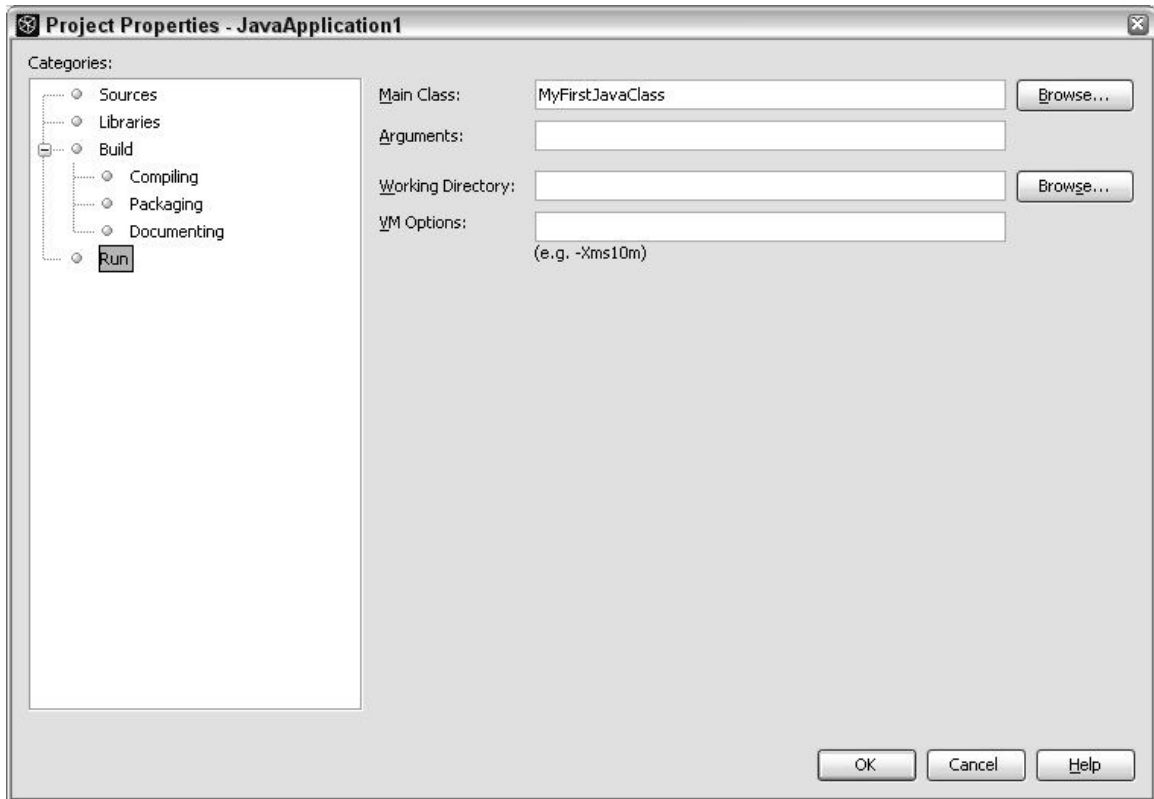 Project Properties - JavaApplication1
Categories:
Sources
Libraries
Build
Compiling
Packaging
Documenting
Run
Main Class: MyFirstJavaClass Browse...
Arguments:
Working Directory: Browse...
VM Options:
(e.g. -Xms10m)
OK Cancel Help